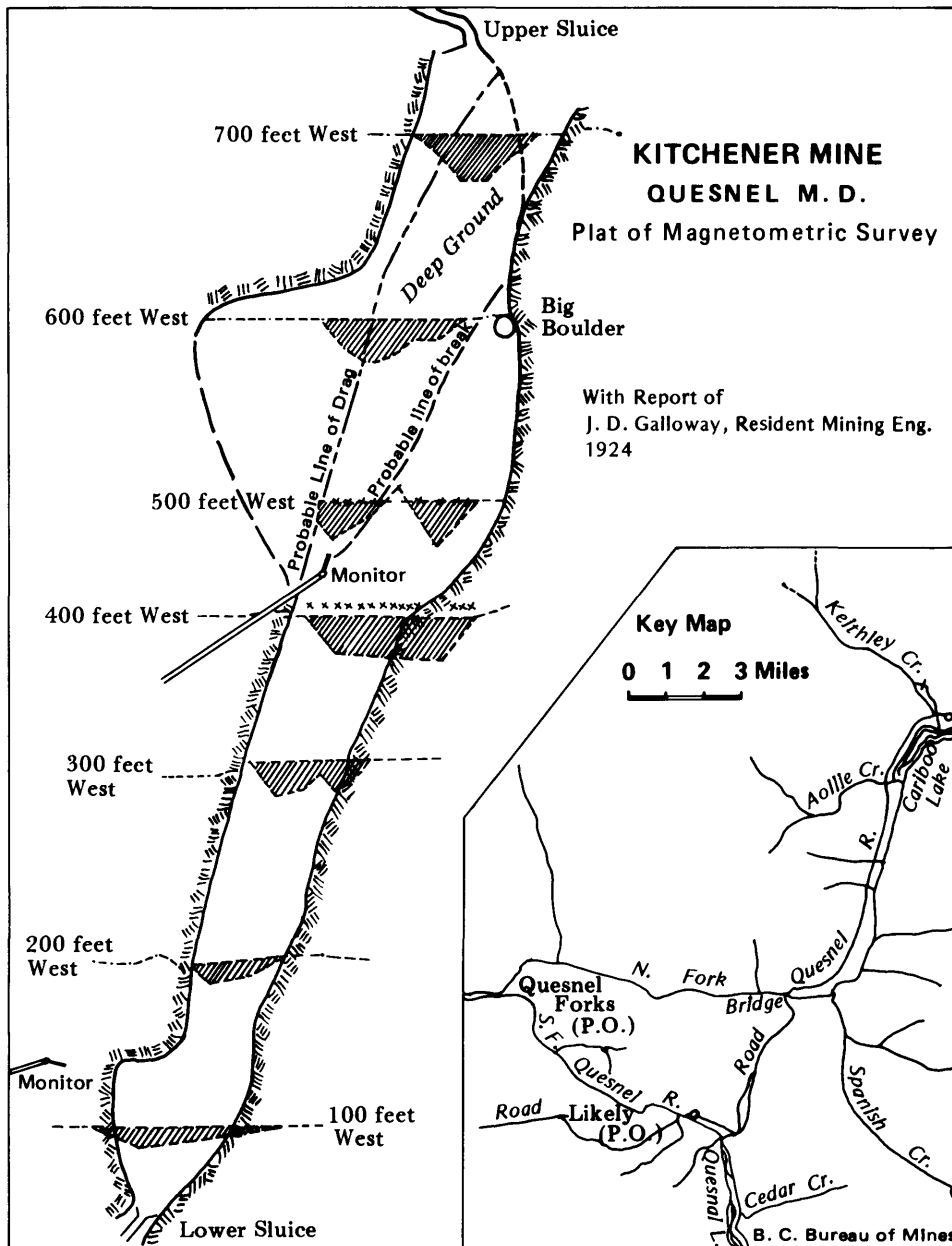 Upper Sluice
700 feet West
KITCHENER MINE
QUESNEL M. D.
Plat of Magnetometric Survey
Deep Ground
600 feet West
Big
Boulder
Probable Line of Drag
Probable line of break
With Report of
J. D. Galloway, Resident Mining Eng.
1924
500 feet West
Monitor
400 feet West
300 feet
West
200 feet
West
Monitor
100 feet
West
Lower Sluice
Key Map
0 1 2 3 Miles
Keithley Cr.
Cariboo
Lake
Aollie Cr.
R.
Quesnel
N. Fork
Bridge
Quesnel
Forks
(P.O.)
S. F.
Quesnel R.
Road
Road
Likely
(P.O.)
Spanish Cr.
Quesnal L.
Cedar Cr.
B. C. Bureau of Mines